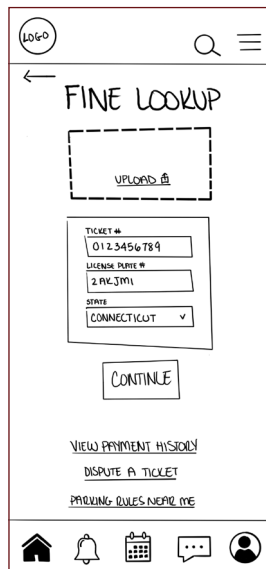 LOGO
FINE LOOKUP
UPLOAD
TICKET #
0123456789
LICENSE PLATE #
2AKJM1
STATE
CONNECTICUT
CONTINUE
VIEW PAYMENT HISTORY
DISPUTE A TICKET
PARKING RULES NEAR ME